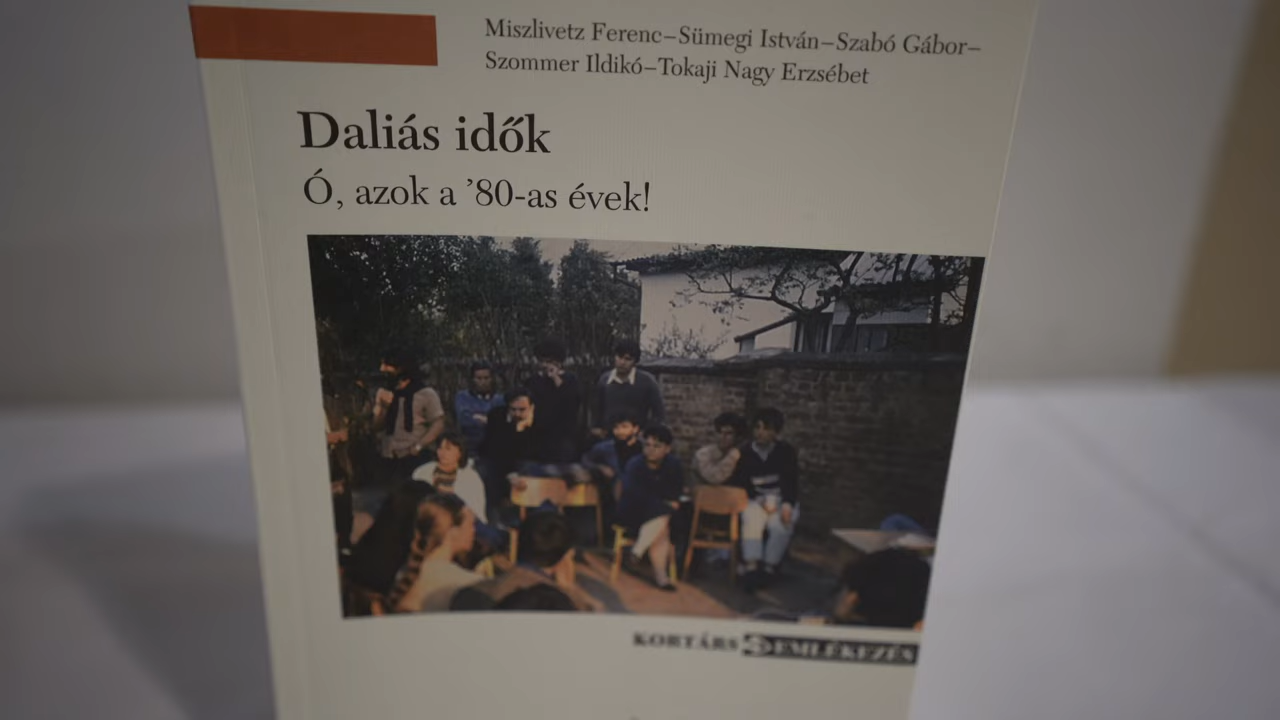 Miszlivetz Ferenc–Sümegi István–Szabó Gábor–
Szommer Ildikó–Tokaji Nagy Erzsébet
Daliás idők
Ó, azok a ’80-as évek!
KORTÁRS EMLÉKEZÉS